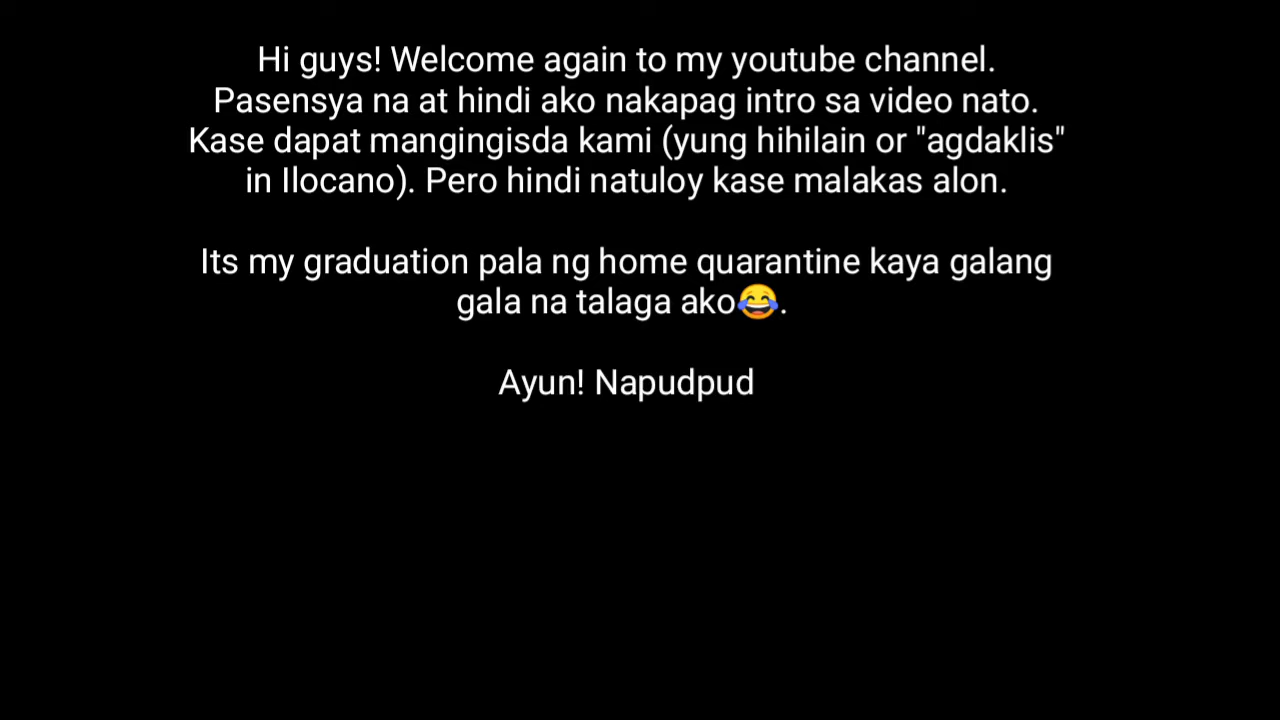 Hi guys! Welcome again to my youtube channel.
Pasensya na at hindi ako nakapag intro sa video nato.
Kase dapat mangingisda kami (yung hihilain or "agdaklis"
in Ilocano). Pero hindi natuloy kase malakas alon.
Its my graduation pala ng home quarantine kaya galang
gala na talaga ako😂.
Ayun! Napudpud